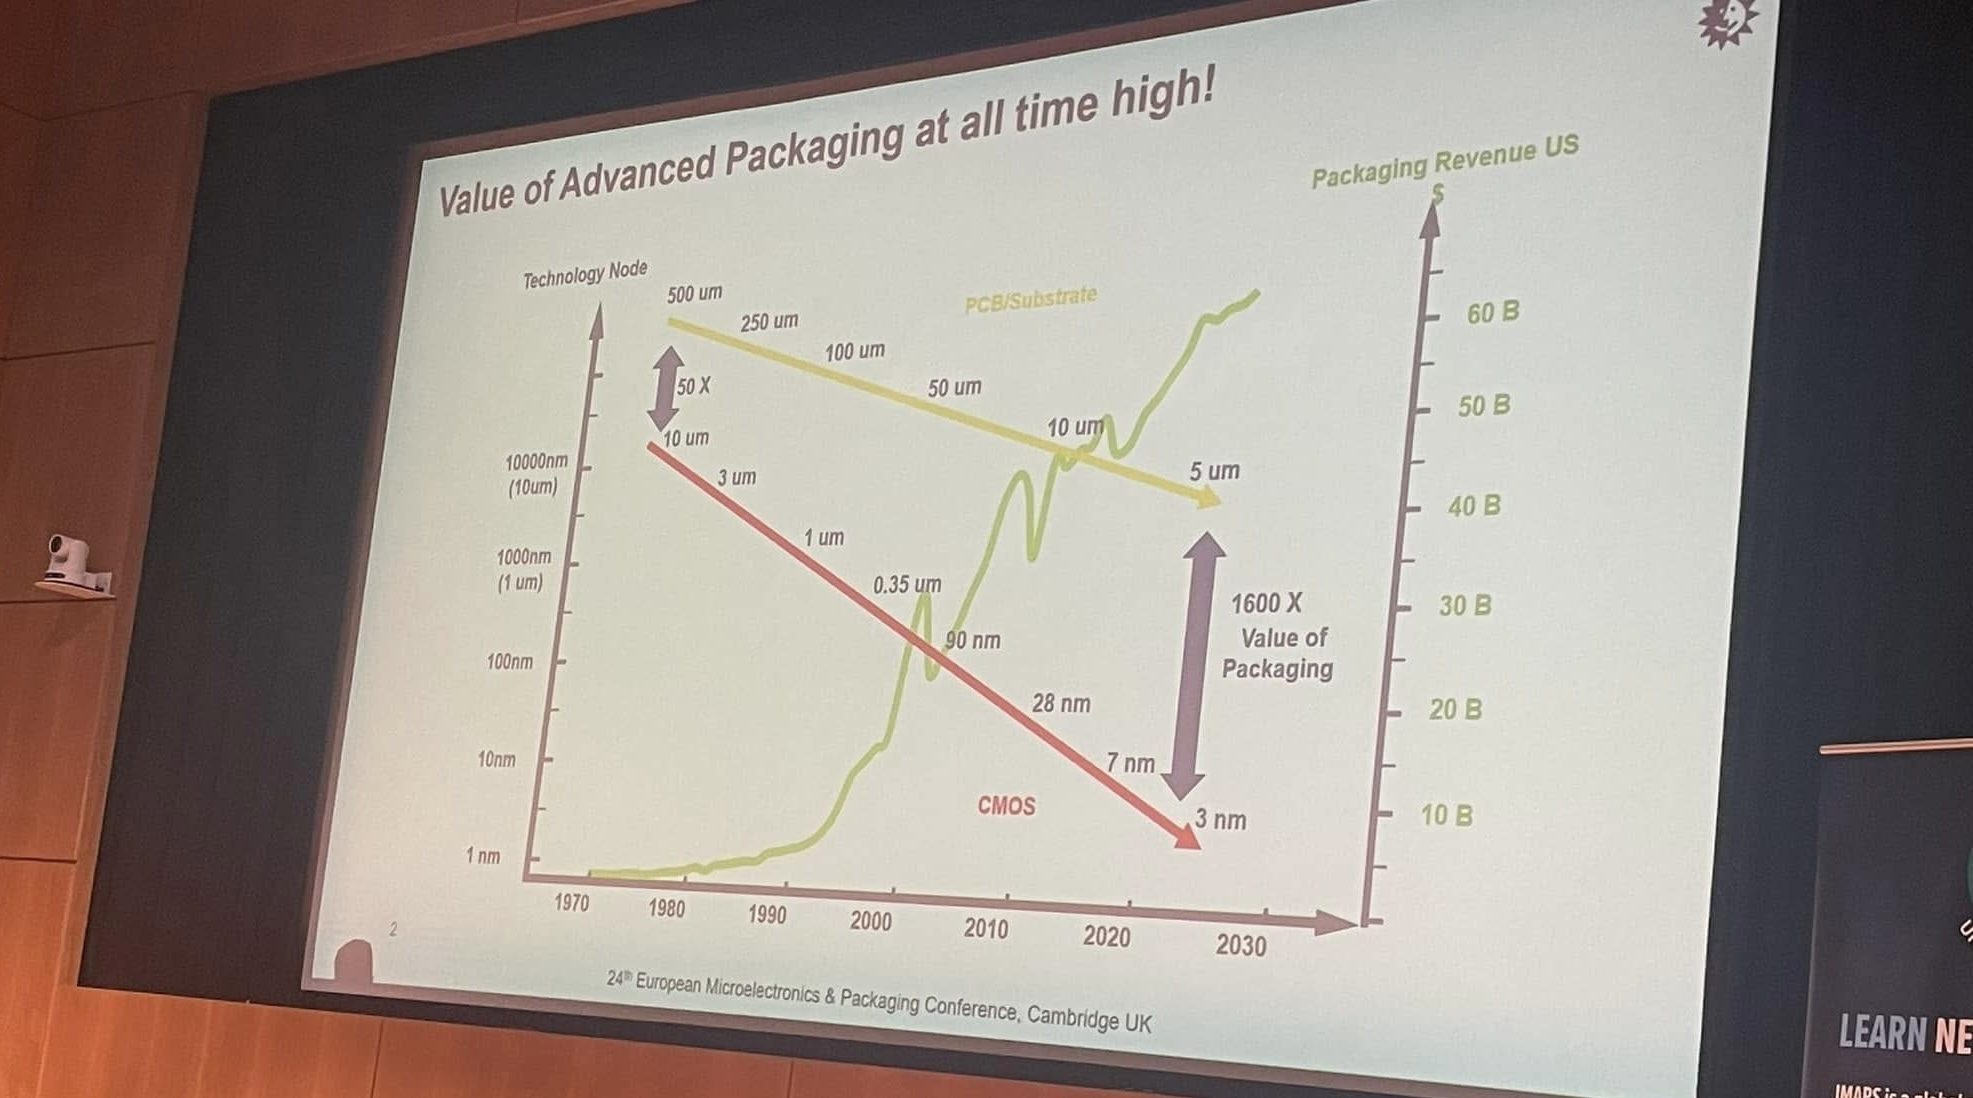 Value of Advanced Packaging at all time high!
Packaging Revenue US
$
Technology Node
500 um
250 um
100 um
50 um
10 um
5 um
PCB/Substrate
50 X
10 um
3 um
1 um
0.35 um
90 nm
28 nm
7 nm
3 nm
CMOS
1600 X
Value of
Packaging
10000nm
(10um)
1000nm
(1 um)
100nm
10nm
1 nm
60 B
50 B
40 B
30 B
20 B
10 B
1970
1980
1990
2000
2010
2020
2030
2
24th European Microelectronics & Packaging Conference, Cambridge UK
LEARN NE